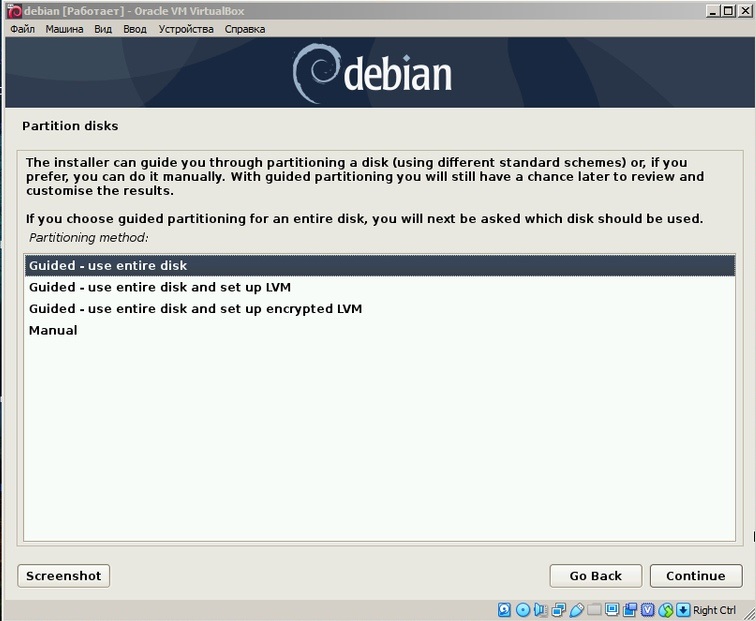 debian [Работает] - Oracle VM VirtualBox
Файл Машина Вид Ввод Устройства Справка
debian
Partition disks
The installer can guide you through partitioning a disk (using different standard schemes) or, if you
prefer, you can do it manually. With guided partitioning you will still have a chance later to review and
customise the results.
If you choose guided partitioning for an entire disk, you will next be asked which disk should be used.
Partitioning method:
Guided - use entire disk
Guided - use entire disk and set up LVM
Guided - use entire disk and set up encrypted LVM
Manual
Screenshot Go Back Continue
Right Ctrl